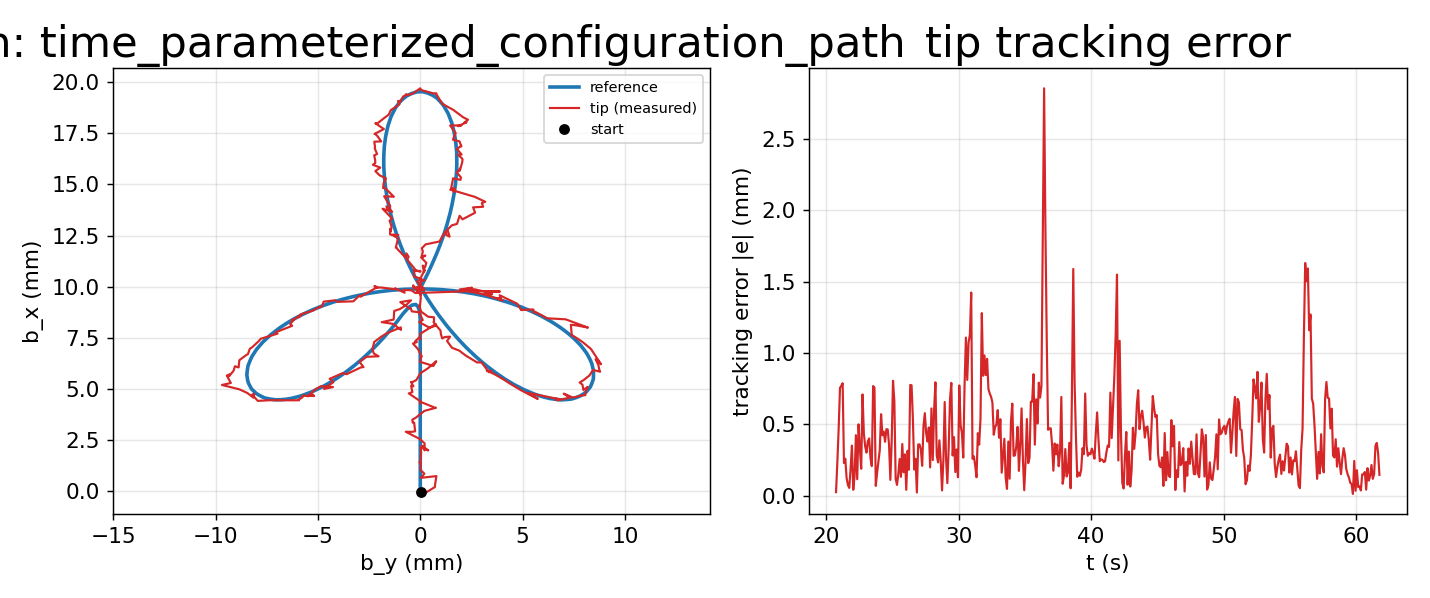 n: time_parameterized_configuration_path
tip tracking error
20.0
17.5
15.0
12.5
10.0
7.5
5.0
2.5
0.0
b_x (mm)
−15
−10
−5
0
5
10
b_y (mm)
reference
tip (measured)
start
2.5
2.0
1.5
1.0
0.5
0.0
tracking error |e| (mm)
20
30
40
50
60
t (s)